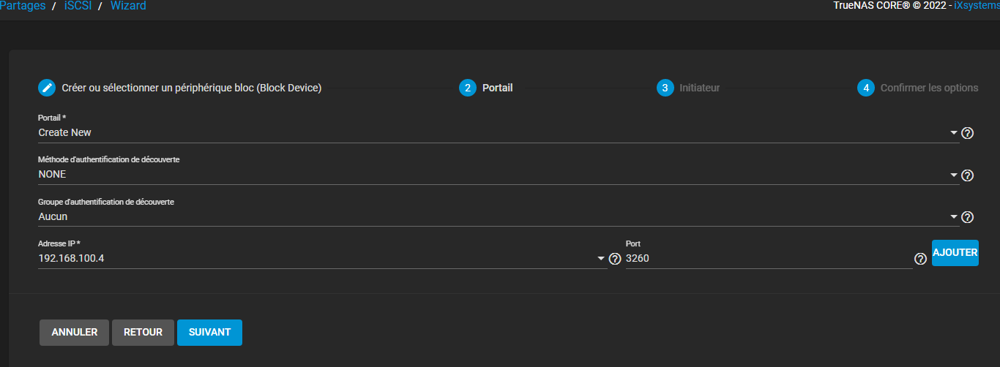 Partages / iSCSI / Wizard TrueNAS CORE® © 2022 - iXsystems
Créer ou sélectionner un périphérique bloc (Block Device) 2 Portail 3 Initiateur 4 Confirmer les options
Portail *
Create New
Méthode d'authentification de découverte
NONE
Groupe d'authentification de découverte
Aucun
Adresse IP * Port
192.168.100.4 3260 AJOUTER
ANNULER RETOUR SUIVANT